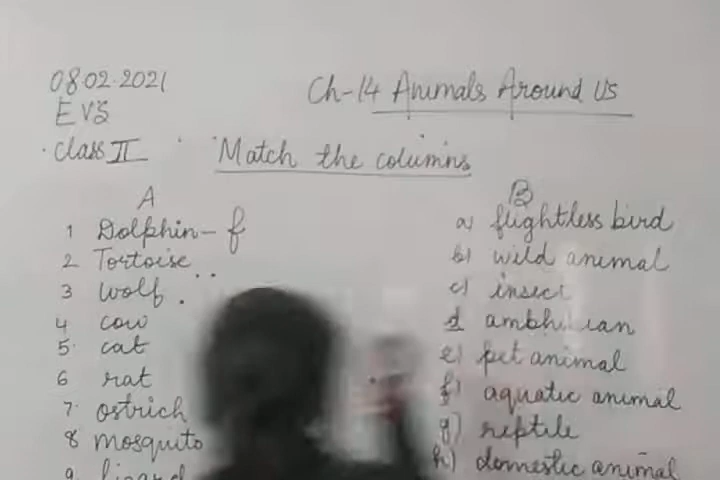 08.02.2021
Ch-14 Animals Around Us
EVS
Class II
Match the columns
A
1 Dolphin - f
2 Tortoise
3 wolf
4 cow
5. cat
6 rat
7. ostrich
8 mosquito
9.
B
a) flightless bird
b) wild animal
c) insect
d
e) pet animal
f) aquatic animal
g) reptile
h) domestic animal